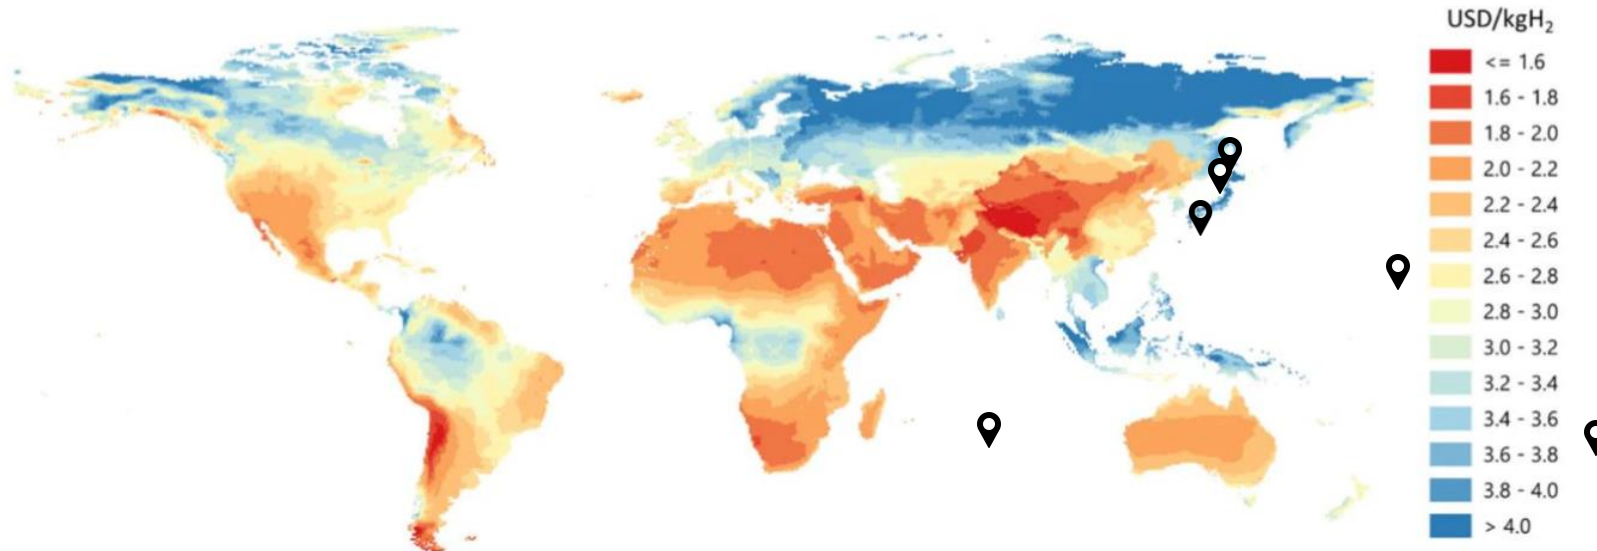 USD/kgH₂
<= 1.6
1.6 - 1.8
1.8 - 2.0
2.0 - 2.2
2.2 - 2.4
2.4 - 2.6
2.6 - 2.8
2.8 - 3.0
3.0 - 3.2
3.2 - 3.4
3.4 - 3.6
3.6 - 3.8
3.8 - 4.0
> 4.0